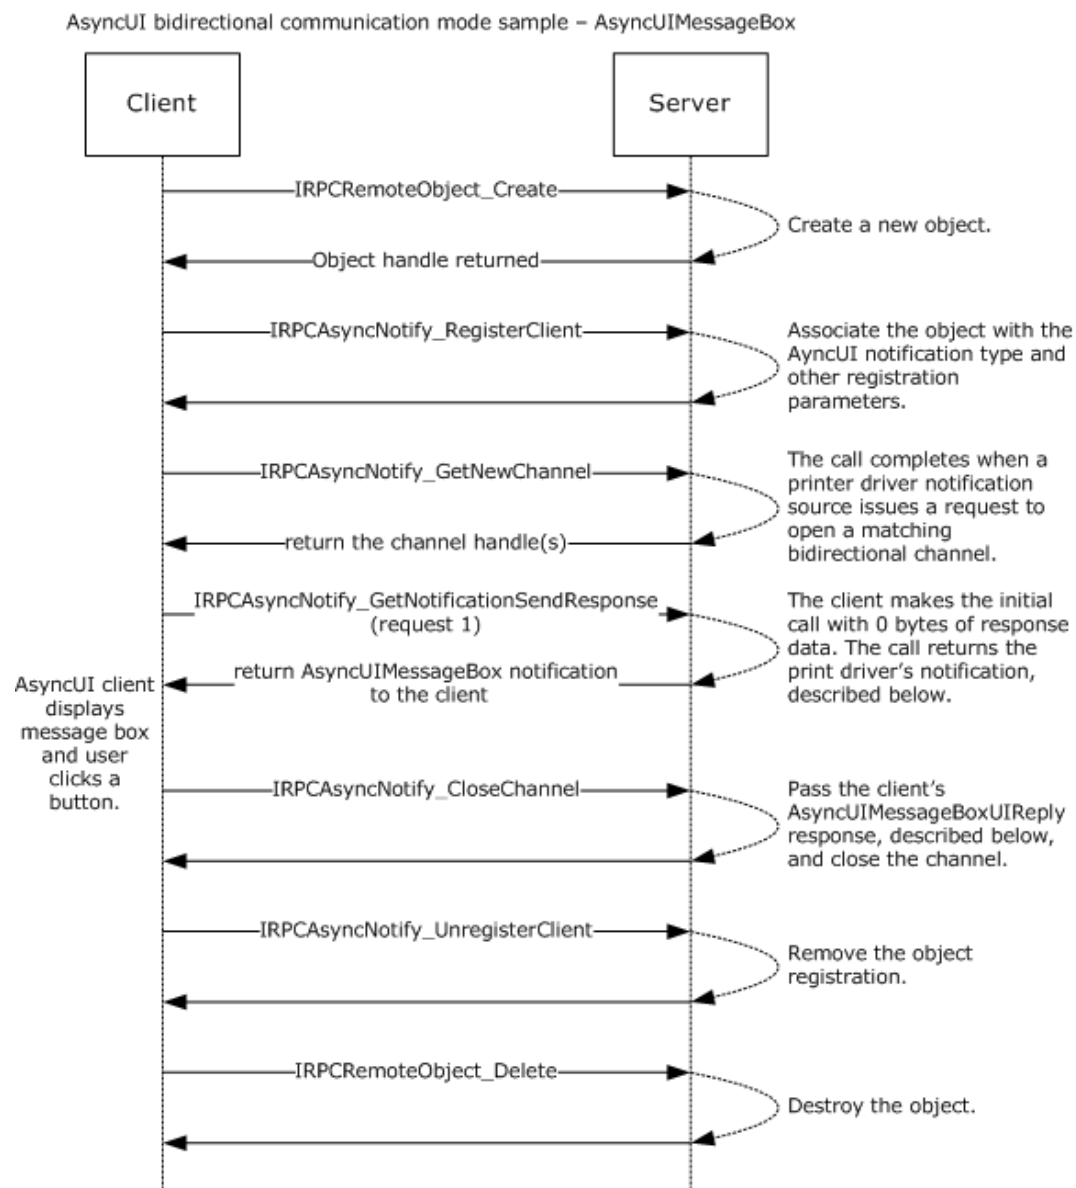 AsyncUI bidirectional communication mode sample – AsyncUIMessageBox
Client
Server
IRPCRemoteObject_Create
Create a new object.
Object handle returned
IRPCAsyncNotify_RegisterClient
Associate the object with the
AyncUI notification type and
other registration
parameters.
IRPCAsyncNotify_GetNewChannel
The call completes when a
printer driver notification
source issues a request to
open a matching
bidirectional channel.
return the channel handle(s)
IRPCAsyncNotify_GetNotificationSendResponse
(request 1)
The client makes the initial
call with 0 bytes of response
data. The call returns the
print driver’s notification,
described below.
return AsyncUIMessageBox notification
to the client
AsyncUI client
displays
message box
and user
clicks a
button.
IRPCAsyncNotify_CloseChannel
Pass the client’s
AsyncUIMessageBoxUIReply
response, described below,
and close the channel.
IRPCAsyncNotify_UnregisterClient
Remove the object
registration.
IRPCRemoteObject_Delete
Destroy the object.